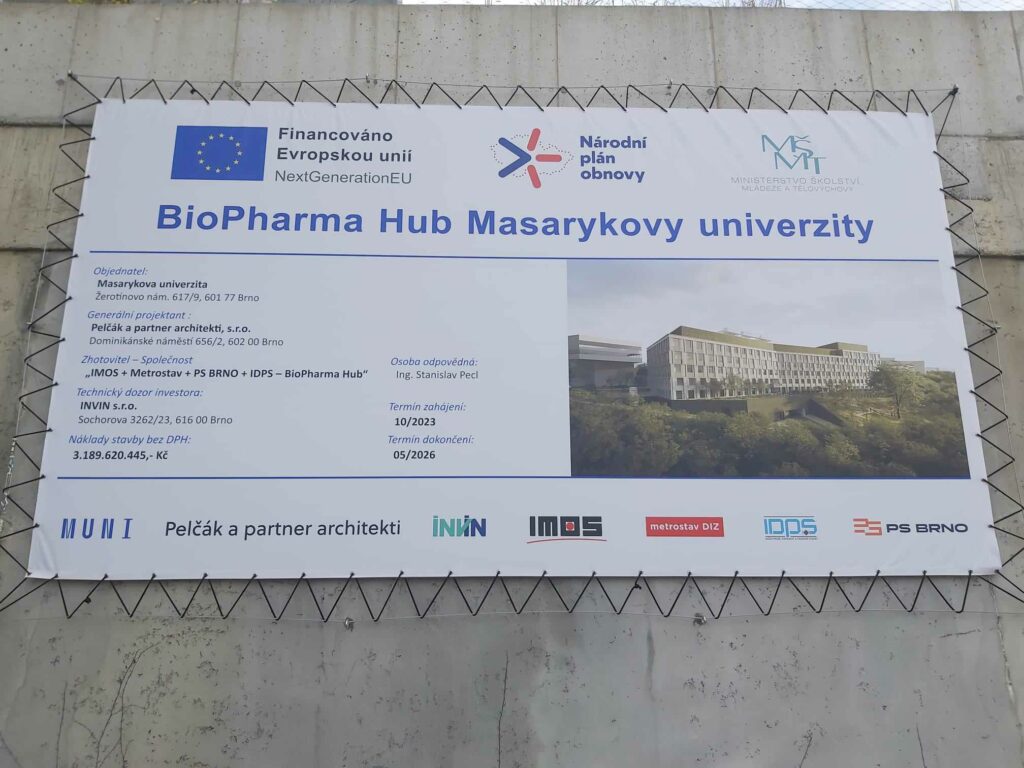 Financováno
Evropskou unií
NextGenerationEU
Národní
plán
obnovy
MŠMT
MINISTERSTVO ŠKOLSTVÍ,
MLÁDEŽE A TĚLOVÝCHOVY
BioPharma Hub Masarykovy univerzity
Objednatel:
Masarykova univerzita
Žerotínovo nám. 617/9, 601 77 Brno
Generální projektant :
Pelčák a partner architekti, s.r.o.
Dominikánské náměstí 656/2, 602 00 Brno
Zhotovitel – Společnost
„IMOS + Metrostav + PS BRNO + IDPS – BioPharma Hub“
Technický dozor investora:
INVIN s.r.o.
Sochorova 3262/23, 616 00 Brno
Náklady stavby bez DPH:
3.189.620.445,- Kč
Osoba odpovědná:
Ing. Stanislav Pecl
Termín zahájení:
10/2023
Termín dokončení:
05/2026
MUNI
Pelčák a partner architekti
INVIN
IMOS
metrostav DIZ
IDPS
PS BRNO